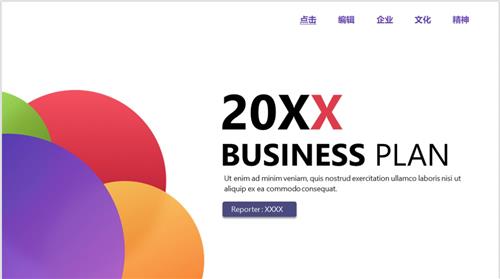 点击 编辑 企业 文化 精神
20XX
BUSINESS PLAN
Ut enim ad minim veniam, quis nostrud exercitation ullamco laboris nisi ut
aliquip ex ea commodo consequat.
Reporter : XXXX